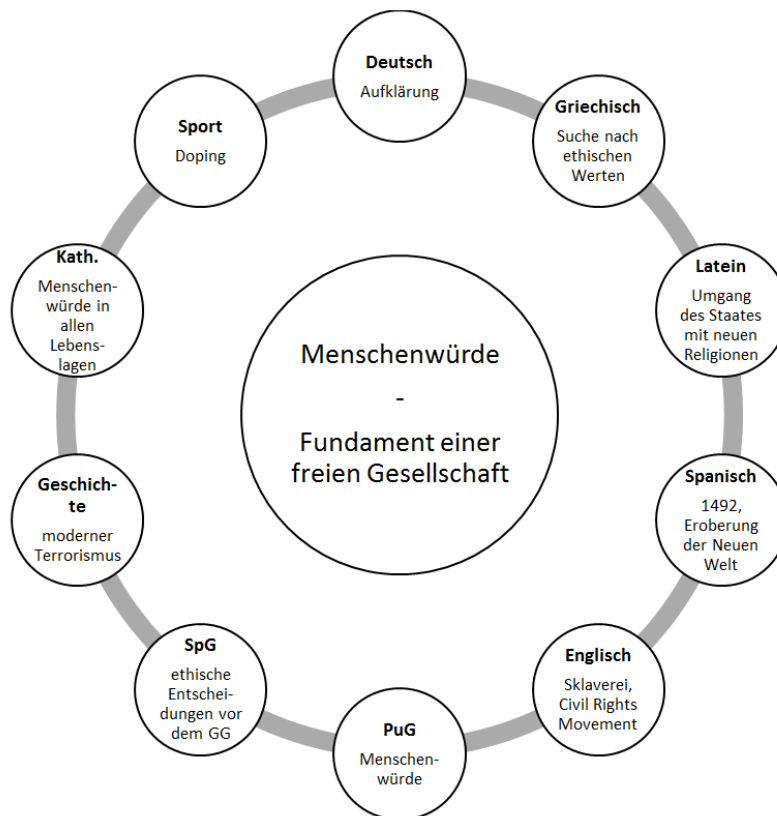 Deutsch
Aufklärung
Griechisch
Suche nach
ethischen
Werten
Latein
Umgang
des Staates
mit neuen
Religionen
Spanisch
1492,
Eroberung
der Neuen
Welt
Englisch
Sklaverei,
Civil Rights
Movement
PuG
Menschen-
würde
SpG
ethische
Entschei-
dungen vor
dem GG
Geschich-
te
moderner
Terrorismus
Kath.
Menschen-
würde in
allen
Lebens-
lagen
Sport
Doping
Menschenwürde
-
Fundament einer
freien Gesellschaft